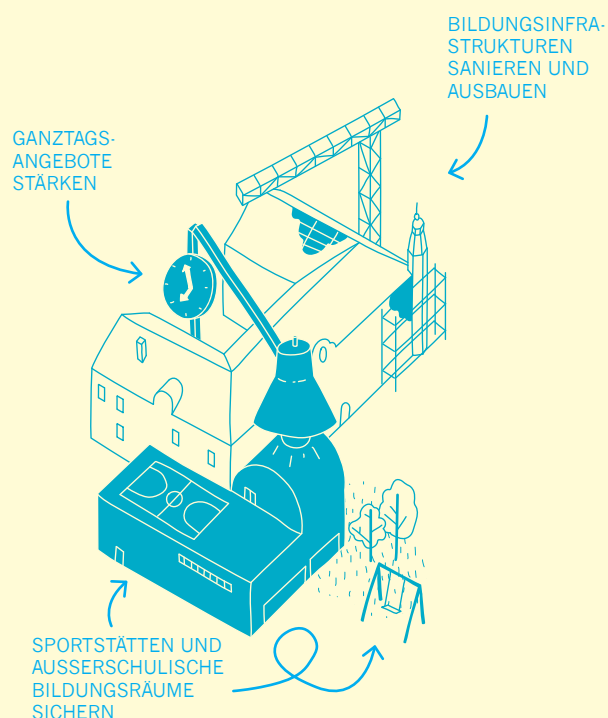 BILDUNGSINFRA-
STRUKTUREN
SANIEREN UND
AUSBAUEN
GANZTAGS-
ANGEBOTE
STÄRKEN
SPORTSTÄTTEN UND
AUSSERSCHULISCHE
BILDUNGSRÄUME
SICHERN